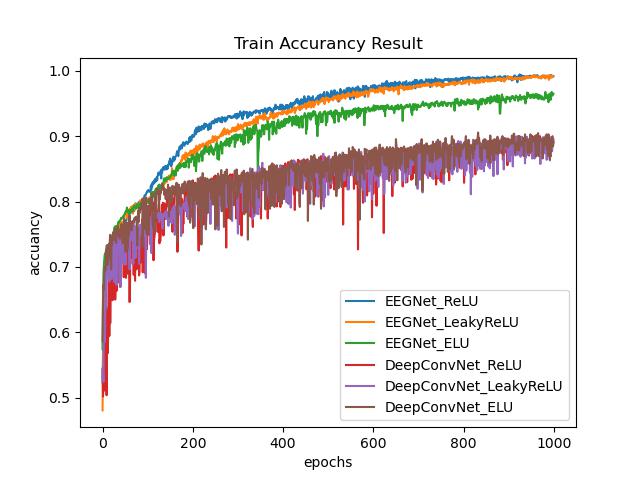 Train Accurancy Result
1.0
0.9
0.8
0.7
0.6
0.5
accuancy
EEGNet_ReLU
EEGNet_LeakyReLU
EEGNet_ELU
DeepConvNet_ReLU
DeepConvNet_LeakyReLU
DeepConvNet_ELU
0 200 400 600 800 1000
epochs